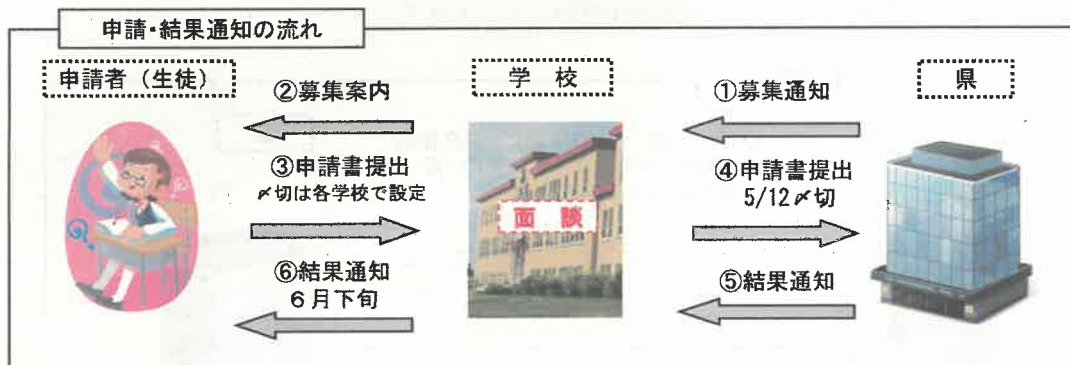 申請・結果通知の流れ
申請者（生徒）
学　校
県
②募集案内
①募集通知
③申請書提出
〆切は各学校で設定
④申請書提出
5/12〆切
面　談
⑥結果通知
６月下旬
⑤結果通知